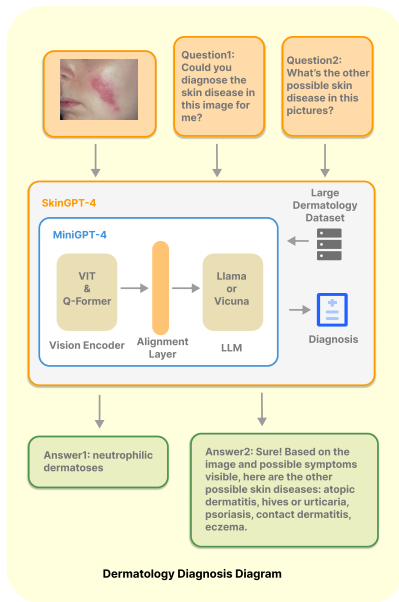 Question1:
Could you
diagnose the
skin disease in
this image for
me?
Question2:
What's the other
possible skin
disease in this
pictures?
SkinGPT-4
Large
Dermatology
Dataset
MiniGPT-4
VIT
&
Q-Former
Llama
or
Vicuna
Vision Encoder
Alignment
Layer
LLM
Diagnosis
Answer1: neutrophilic
dermatoses
Answer2: Sure! Based on the
image and possible symptoms
visible, here are the other
possible skin diseases: atopic
dermatitis, hives or urticaria,
psoriasis, contact dermatitis,
eczema.
Dermatology Diagnosis Diagram